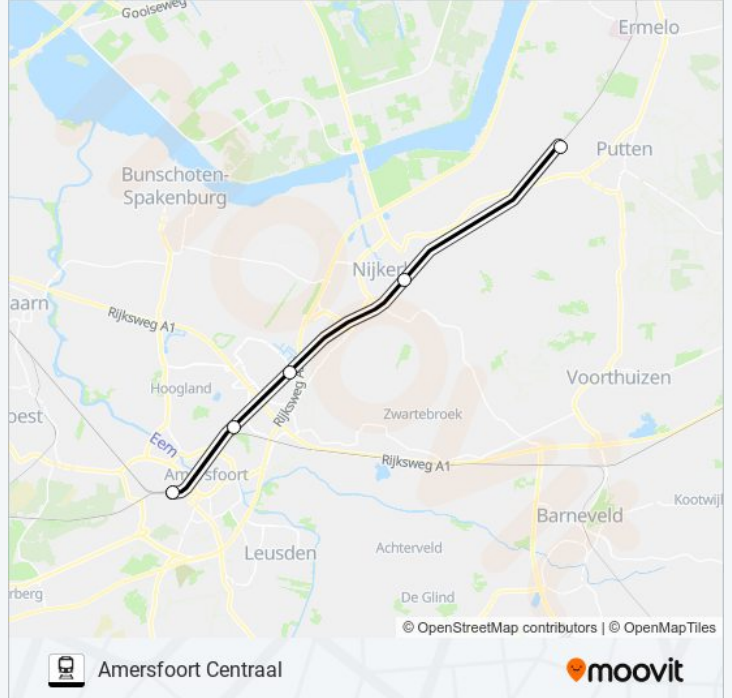 Gooiseweg
Ermelo
Putten
Bunschoten-
Spakenburg
Nijkerk
aarn
Rijksweg A1
Voorthuizen
Hoogland
Rijksweg A
oest
Zwartebroek
Eem
Rijksweg A1
Amersfoort
Kootwijk
Barneveld
Achterveld
Leusden
rberg
De Glind
© OpenStreetMap contributors | © OpenMapTiles
Amersfoort Centraal
moovit